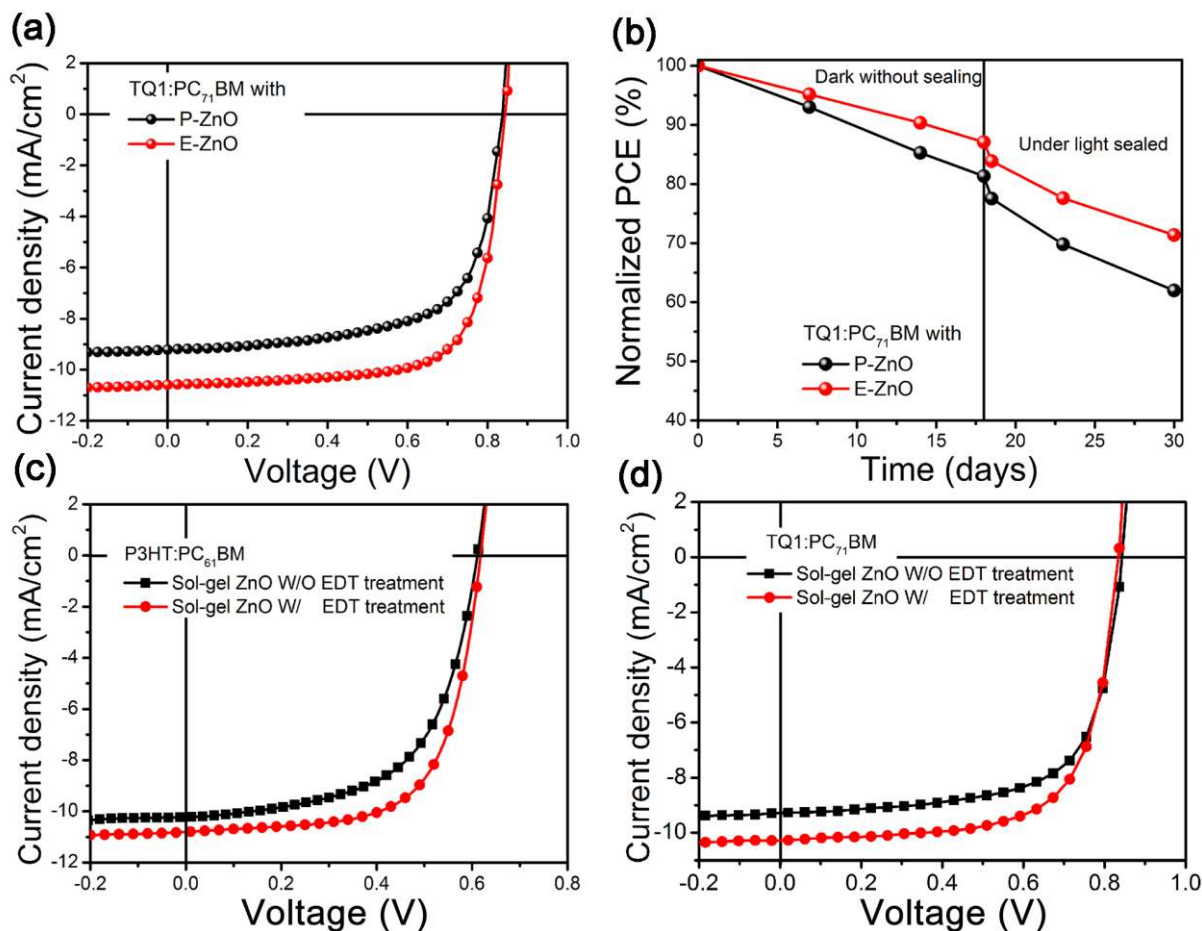 (a)
2
0
-2
-4
-6
-8
-10
-12
Current density (mA/cm²)
TQ1:PC₇₁BM with
P-ZnO
E-ZnO
-0.2 0.0 0.2 0.4 0.6 0.8 1.0
Voltage (V)
(b)
100
90
80
70
60
50
40
Normalized PCE (%)
Dark without sealing
Under light sealed
TQ1:PC₇₁BM with
P-ZnO
E-ZnO
0 5 10 15 20 25 30
Time (days)
(c)
2
0
-2
-4
-6
-8
-10
-12
Current density (mA/cm²)
P3HT:PC₆₁BM
Sol-gel ZnO W/O EDT treatment
Sol-gel ZnO W/ EDT treatment
-0.2 0.0 0.2 0.4 0.6 0.8
Voltage (V)
(d)
2
0
-2
-4
-6
-8
-10
Current density (mA/cm²)
TQ1:PC₇₁BM
Sol-gel ZnO W/O EDT treatment
Sol-gel ZnO W/ EDT treatment
-0.2 0.0 0.2 0.4 0.6 0.8 1.0
Voltage (V)